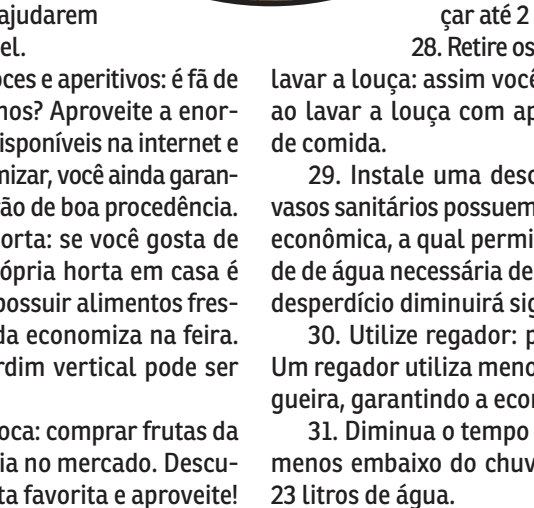 ajudarem
el.
oces e aperitivos: é fã de
nos? Aproveite a enor-
isponíveis na internet e
mizar, você ainda garan-
ão de boa procedência.
orta: se você gosta de
ópria horta em casa é
possuir alimentos fres-
da economiza na feira.
rdim vertical pode ser
oca: comprar frutas da
ia no mercado. Descu-
ta favorita e aproveite!
çar até 2
28. Retire os
lavar a louça: assim você
ao lavar a louça com ap
de comida.
29. Instale uma desc
vasos sanitários possuem
econômica, a qual permi
de de água necessária de
desperdício diminuirá sig
30. Utilize regador: p
Um regador utiliza meno
gueira, garantindo a eco
31. Diminua o tempo
menos embaixo do chuv
23 litros de água.